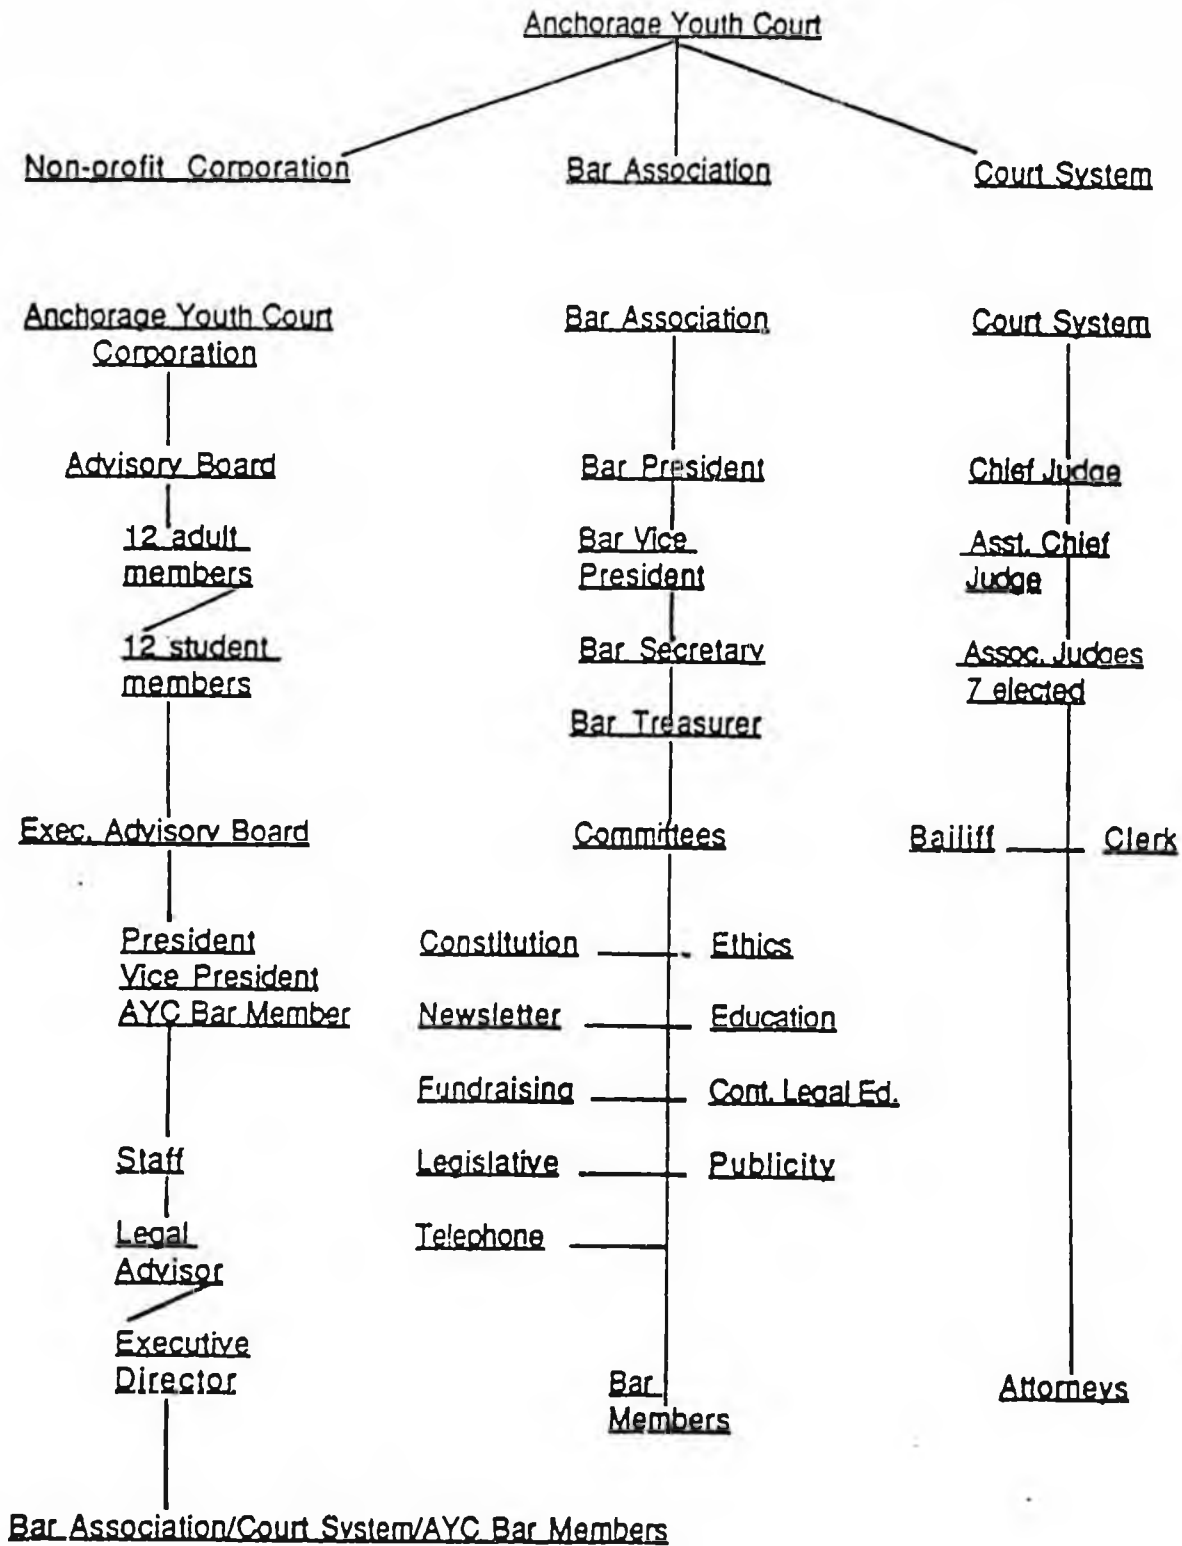 Anchorage Youth Court
Non-profit Corporation
Bar Association
Court System
Anchorage Youth Court
Corporation
Advisory Board
12 adult
members
12 student
members
Exec. Advisory Board
President
Vice President
AYC Bar Member
Staff
Legal
Advisor
Executive
Director
Bar Association/Court System/AYC Bar Members
Bar Association
Bar President
Bar Vice
President
Bar Secretary
Bar Treasurer
Committees
Constitution
Ethics
Newsletter
Education
Fundraising
Cont. Legal Ed.
Legislative
Publicity
Telephone
Bar
Members
Court System
Chief Judge
Asst. Chief
Judge
Assoc. Judges
7 elected
Bailiff
Clerk
Attorneys